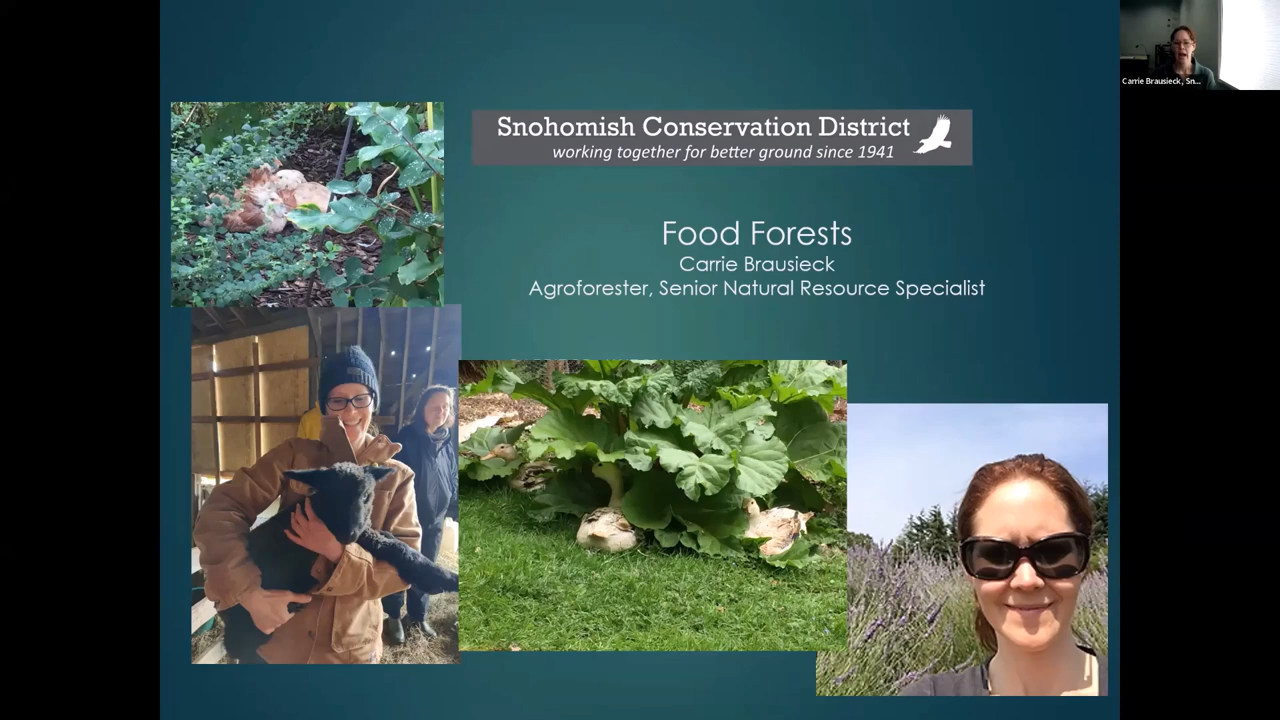 Snohomish Conservation District
working together for better ground since 1941
Food Forests
Carrie Brausieck
Agroforester, Senior Natural Resource Specialist
Carrie Brausieck, Sn...